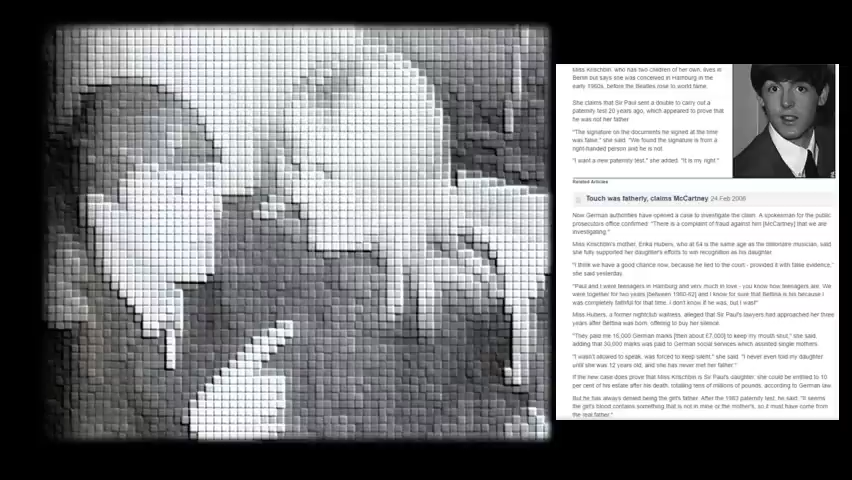 Miss Krischbin, who has two children of her own, lives in
Berlin but says she was conceived in Hamburg in the
early 1960s, before the Beatles rose to world fame.
She claims that Sir Paul sent a double to carry out a
paternity test 20 years ago, which appeared to prove that
he was not her father.
"The signature on the documents he signed at the time
was false," she said. "We found the signature is from a
right-handed person and he is not.
"I want a new paternity test," she added. "It is my right."
Related Articles
Touch was fatherly, claims McCartney 24 Feb 2008
Now German authorities have opened a case to investigate the claim. A spokesman for the public
prosecutors office confirmed: "There is a complaint of fraud against him [McCartney] that we are
investigating."
Miss Krischbin's mother, Erika Hubers, who at 64 is the same age as the billionaire musician, said
she fully supported her daughter's efforts to win recognition as his daughter.
"I think we have a good chance now, because he lied to the court - provided it with false evidence,"
she said yesterday.
"Paul and I were teenagers in Hamburg and very much in love - you know how teenagers are. We
were together for two years [between 1960-62] and I know for sure that Bettina is his because I
was completely faithful for that time. I don't know if he was, but I was!"
Miss Hubers, a former nightclub waitress, alleged that Sir Paul's lawyers had approached her three
years after Bettina was born, offering to buy her silence.
"They paid me 16,000 German marks [then about £7,000] to keep my mouth shut," she said,
adding that 30,000 marks was paid to German social services which assisted single mothers.
"I wasn't allowed to speak, was forced to keep silent," she said. "I never even told my daughter
until she was 12 years old, and she has never met her father."
If the new case does prove that Miss Krischbin is Sir Paul's daughter, she could be entitled to 10
per cent of his estate after his death, totalling tens of millions of pounds, according to German law.
But he has always denied being the girl's father. After the 1983 paternity test, he said: "It seems
the girl's blood contains something that is not in mine or the mother's, so it must have come from
the real father."